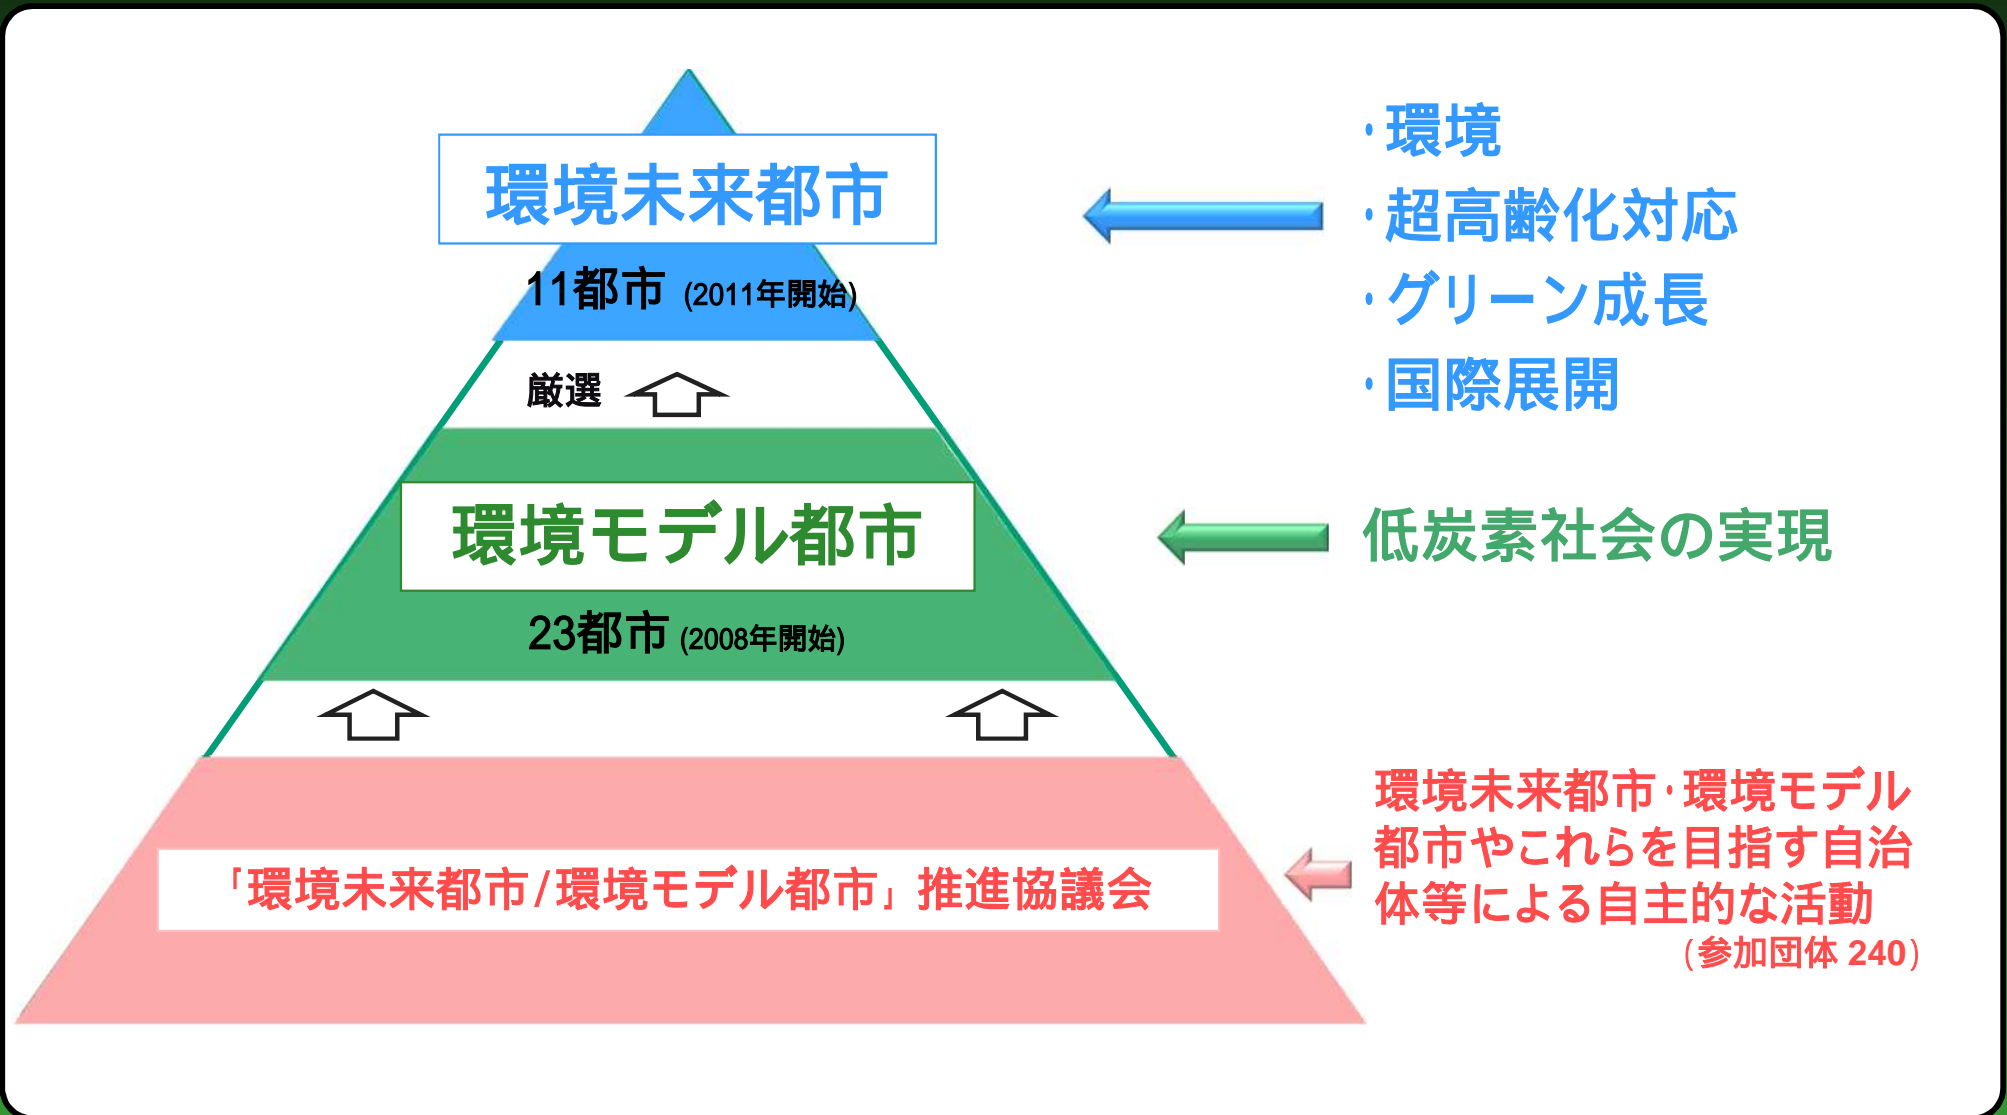 環境未来都市
11都市 (2011年開始)
厳選
環境モデル都市
23都市 (2008年開始)
「環境未来都市/環境モデル都市」推進協議会
・環境
・超高齢化対応
・グリーン成長
・国際展開
低炭素社会の実現
環境未来都市・環境モデル
都市やこれらを目指す自治
体等による自主的な活動
(参加団体 240)